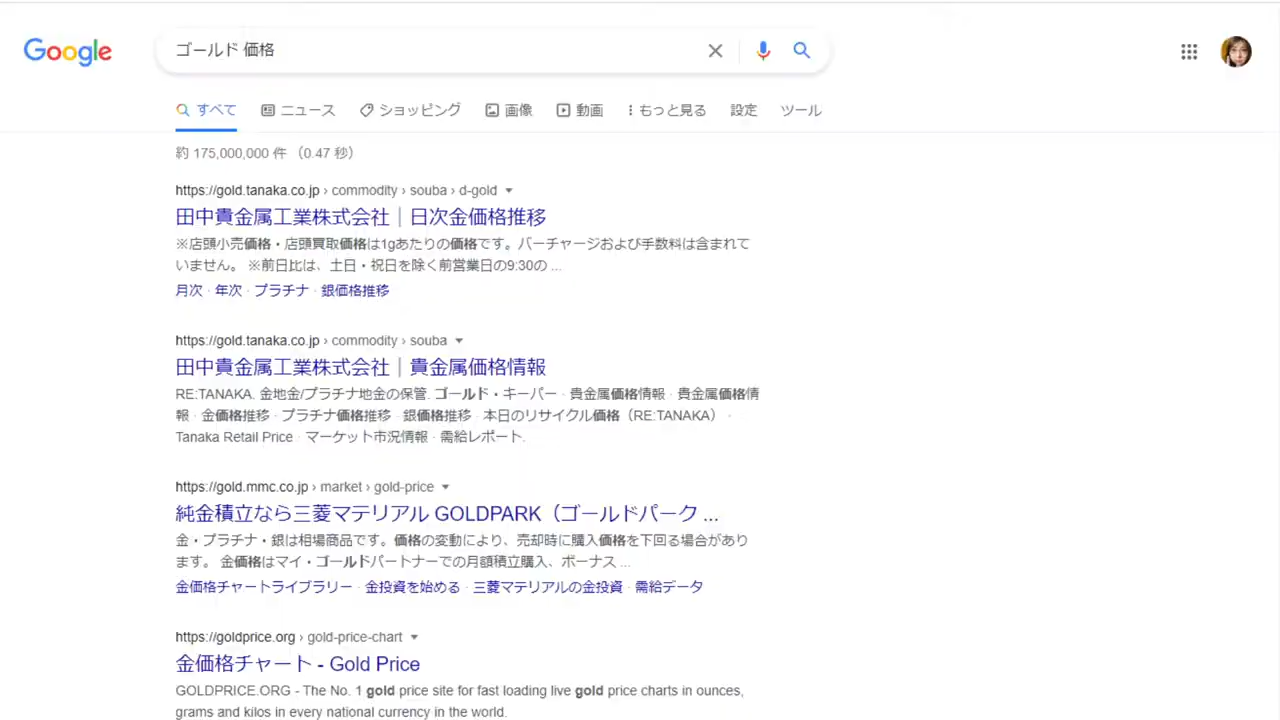 Google
ゴールド 価格
すべて ニュース ショッピング 画像 動画 もっと見る 設定 ツール
約 175,000,000 件 （0.47 秒）
https://gold.tanaka.co.jp › commodity › souba › d-gold
田中貴金属工業株式会社｜日次金価格推移
※店頭小売価格・店頭買取価格は1gあたりの価格です。バーチャージおよび手数料は含まれて
いません。 ※前日比は、土日・祝日を除く前営業日の9:30の ...
月次 · 年次 · プラチナ · 銀価格推移
https://gold.tanaka.co.jp › commodity › souba
田中貴金属工業株式会社｜貴金属価格情報
RE:TANAKA. 金地金/プラチナ地金の保管. ゴールド・キーパー · 貴金属価格情報 · 貴金属価格情
報 · 金価格推移 · プラチナ価格推移 · 銀価格推移 · 本日のリサイクル価格（RE:TANAKA） ·
Tanaka Retail Price · マーケット市況情報 · 需給レポート.
https://gold.mmc.co.jp › market › gold-price
純金積立なら三菱マテリアル GOLDPARK（ゴールドパーク ...
金・プラチナ・銀は相場商品です。価格の変動により、売却時に購入価格を下回る場合があり
ます。 金価格はマイ・ゴールドパートナーでの月額積立購入、ボーナス ...
金価格チャートライブラリー · 金投資を始める · 三菱マテリアルの金投資 · 需給データ
https://goldprice.org › gold-price-chart
金価格チャート - Gold Price
GOLDPRICE.ORG - The No. 1 gold price site for fast loading live gold price charts in ounces,
grams and kilos in every national currency in the world.